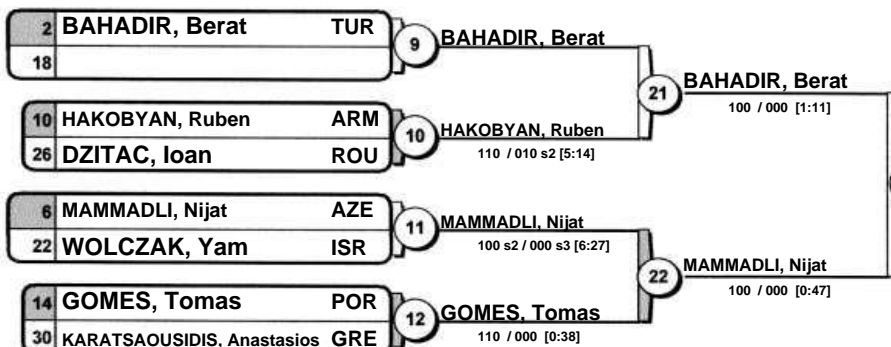 2 BAHADIR, Berat TUR
18
9 BAHADIR, Berat
10 HAKOBYAN, Ruben ARM
26 DZITAC, Ioan ROU
10 HAKOBYAN, Ruben
110 / 010 s2 [5:14]
21 BAHADIR, Berat
100 / 000 [1:11]
6 MAMMADLI, Nijat AZE
22 WOLCZAK, Yam ISR
11 MAMMADLI, Nijat
100 s2 / 000 s3 [6:27]
14 GOMES, Tomas POR
30 KARATSAOUSIDIS, Anastasios GRE
12 GOMES, Tomas
110 / 000 [0:38]
22 MAMMADLI, Nijat
100 / 000 [0:47]